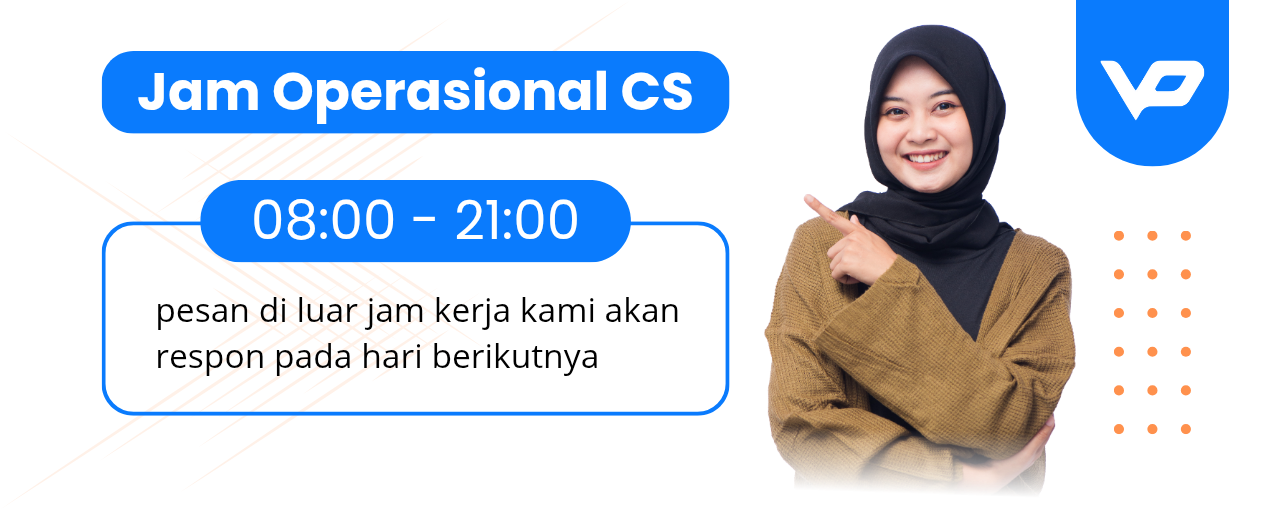 Jam Operasional CS
08:00 - 21:00
pesan di luar jam kerja kami akan
respon pada hari berikutnya